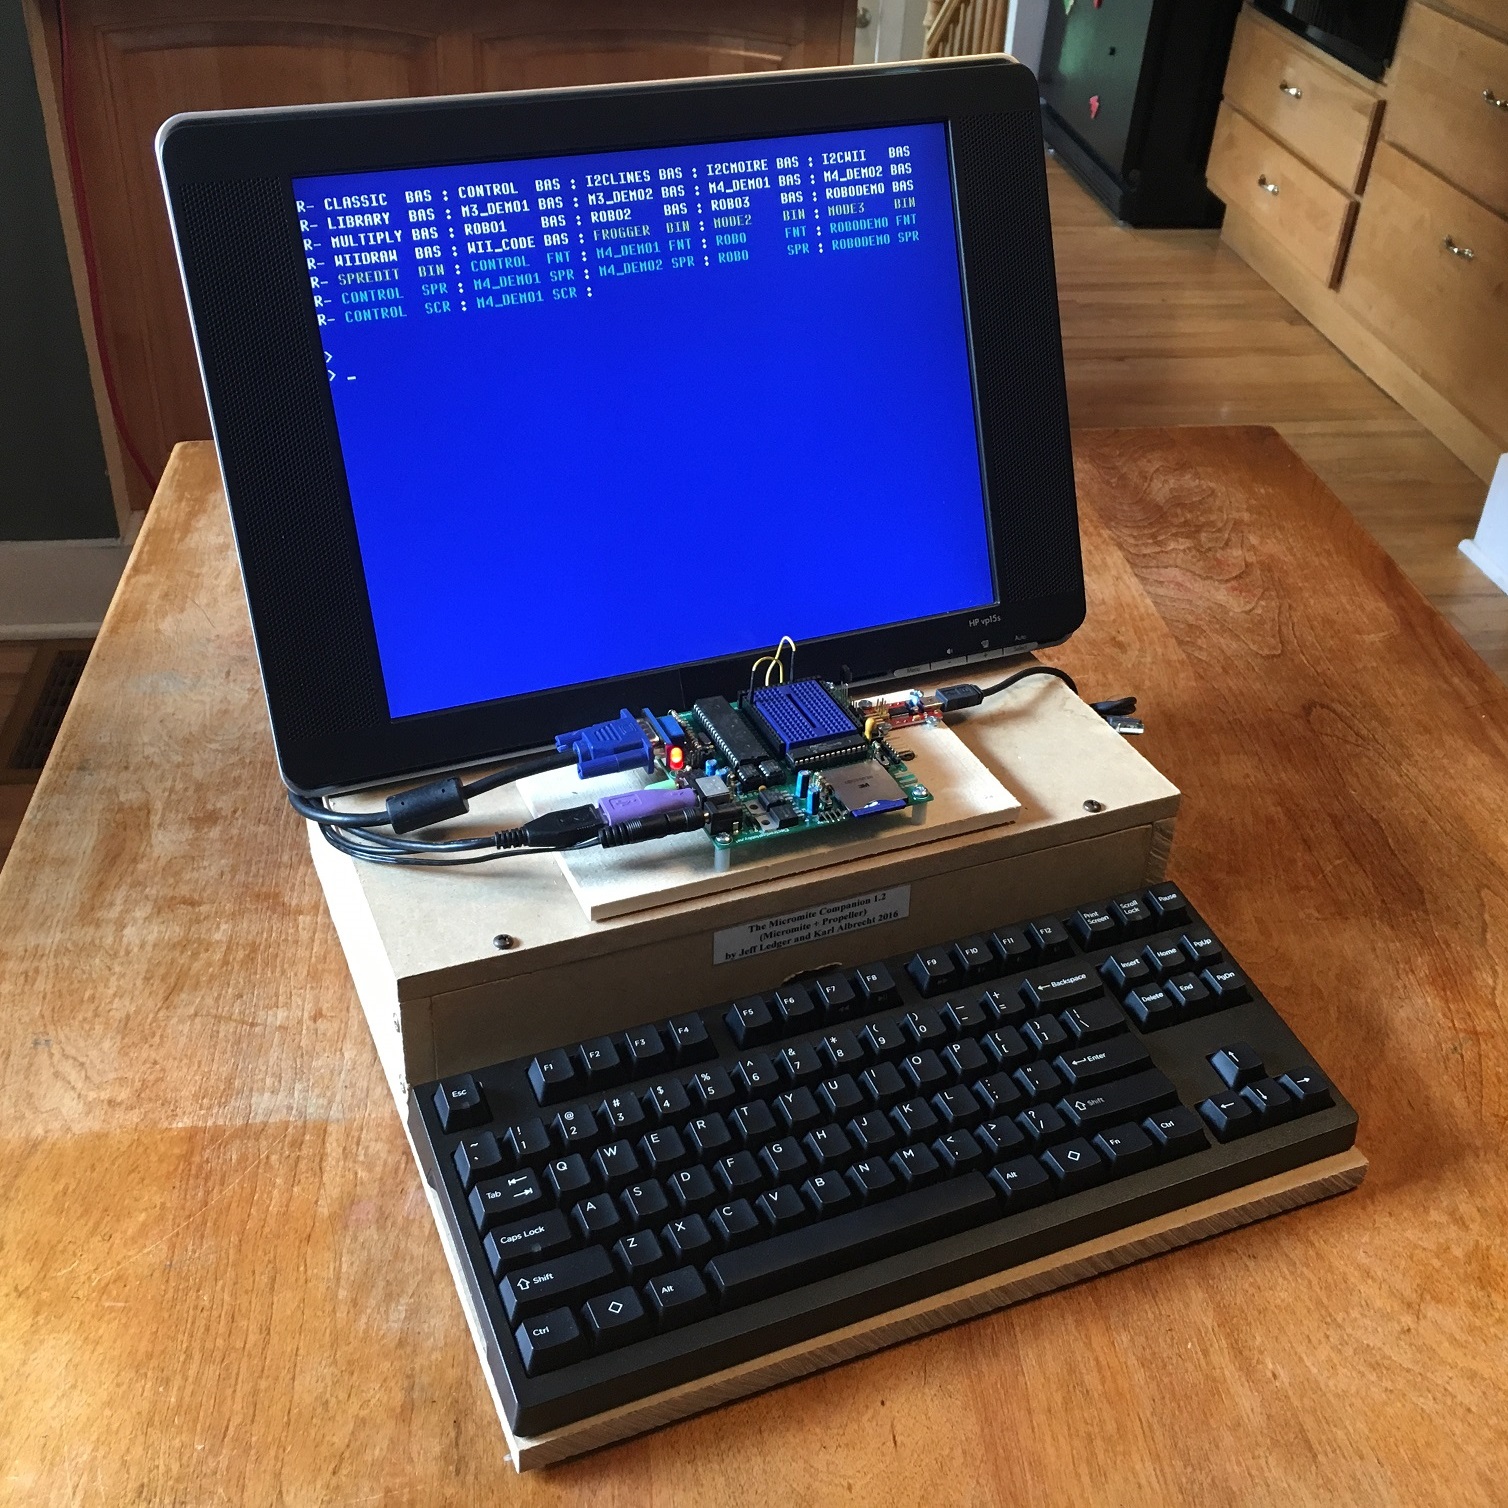 R- CLASSIC  BAS : CONTROL  BAS : I2CLINES BAS : I2CMOIRE BAS : I2CWII   BAS
R- LIBRARY  BAS : M3_DEMO1 BAS : M3_DEMO2 BAS : M4_DEMO1 BAS : M4_DEMO2 BAS
R- MULTIPLY BAS : ROBO1    BAS : ROBO2    BAS : ROBO3    BAS : ROBODEMO BAS
R- WIIDRAW  BAS : WII_CODE BAS : FROGGER  BIN : MODE2    BIN : MODE3    BIN
R- SPREDIT  BIN : CONTROL  FNT : M4_DEMO1 FNT : ROBO     FNT : ROBODEMO FNT
R- CONTROL  SPR : M4_DEMO1 SPR : M4_DEMO2 SPR : ROBO     SPR : ROBODEMO SPR
R- CONTROL  SCR : M4_DEMO1 SCR :
>
> _
HP vp15s
Menu
Auto
The Micromite Companion 1.2
(Micromite + Propeller)
by Jeff Ledger and Karl Albrecht 2016
Esc F1 F2 F3 F4 F5 F6 F7 F8 F9 F10 F11 F12 Print Screen Scroll Lock Pause
~ ` ! 1 @ 2 # 3 $ 4 % 5 ^ 6 & 7 * 8 ( 9 ) 0 _ - + = ← Backspace Insert Home PgUp
Tab Q W E R T Y U I O P { [ } ] | \ Delete End PgDn
Caps Lock A S D F G H J K L : ; " ' ← Enter
⇧ Shift Z X C V B N M < , > . ? / ⇧ Shift ↑
Ctrl ◇ Alt Alt ◇ Fn Ctrl ← ↓ →